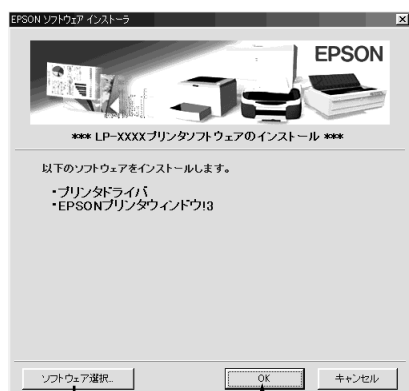 EPSON ソフトウェア インストーラ
EPSON
*** LP-XXXXプリンタソフトウェアのインストール ***
以下のソフトウェアをインストールします。
・プリンタドライバ
・EPSONプリンタウィンドウ!3
ソフトウェア選択...
OK
キャンセル